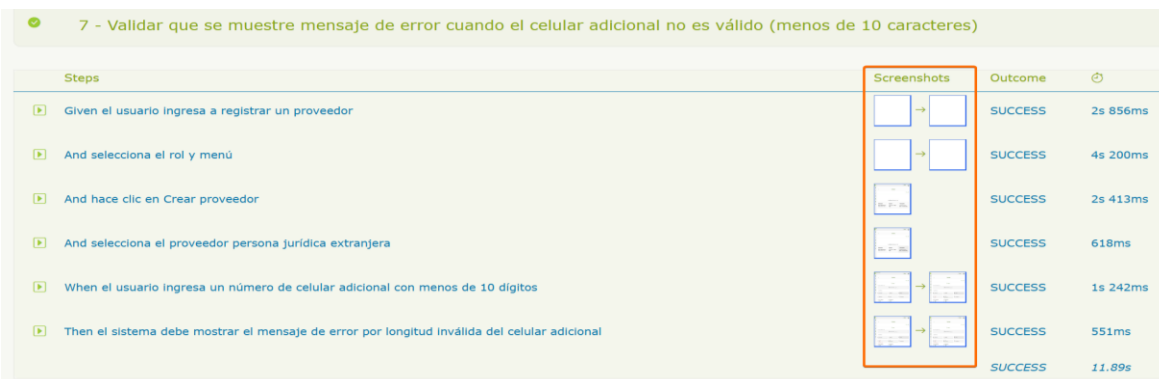 7 - Validar que se muestre mensaje de error cuando el celular adicional no es válido (menos de 10 caracteres)
Steps Screenshots Outcome
Given el usuario ingresa a registrar un proveedor → SUCCESS 2s 856ms
And selecciona el rol y menú → SUCCESS 4s 200ms
And hace clic en Crear proveedor SUCCESS 2s 413ms
And selecciona el proveedor persona jurídica extranjera SUCCESS 618ms
When el usuario ingresa un número de celular adicional con menos de 10 dígitos → SUCCESS 1s 242ms
Then el sistema debe mostrar el mensaje de error por longitud inválida del celular adicional → SUCCESS 551ms
SUCCESS 11.89s